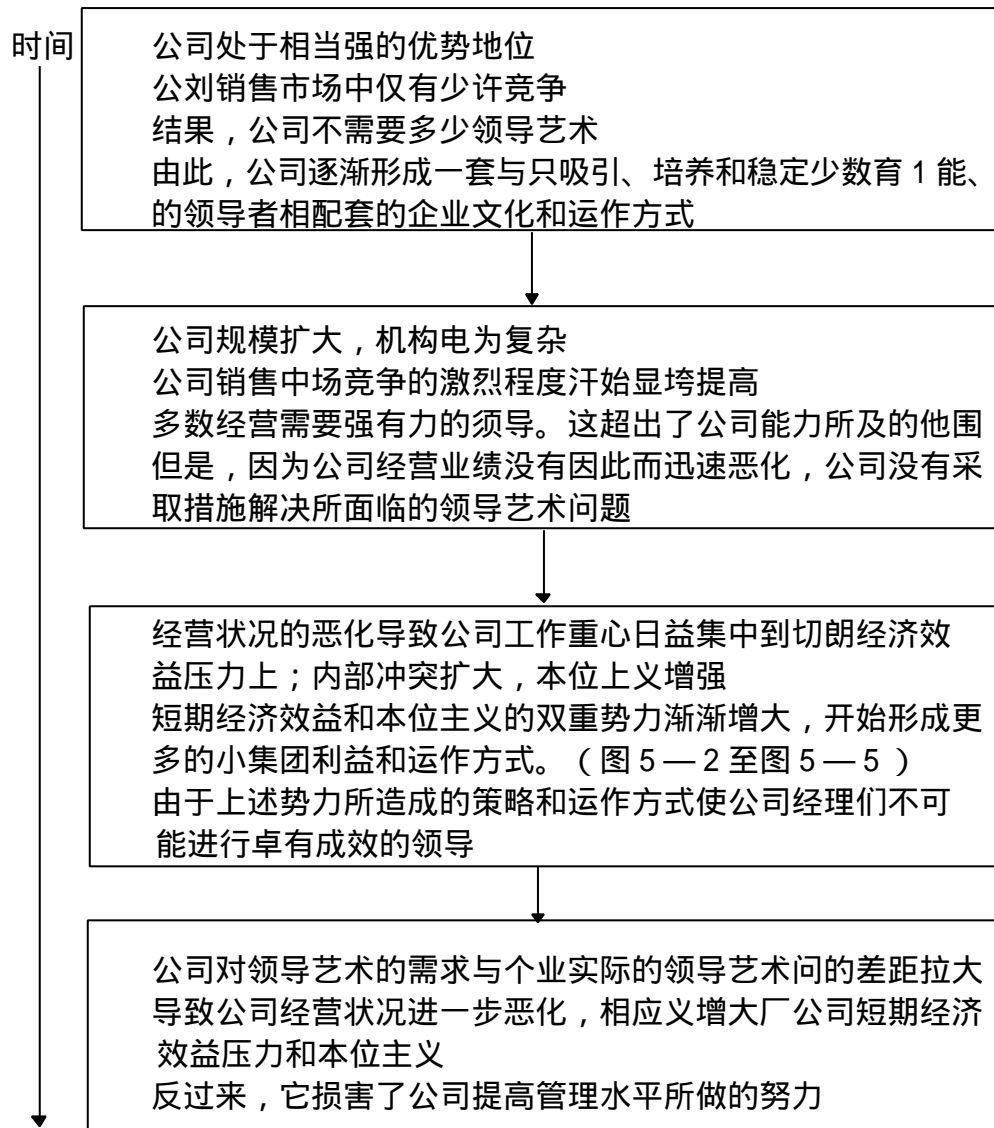 时间
公司处于相当强的优势地位
公刘销售市场中仅有少许竞争
结果，公司不需要多少领导艺术
由此，公司逐渐形成一套与只吸引、培养和稳定少数育1能、
的领导者相配套的企业文化和运作方式
公司规模扩大，机构电为复杂
公司销售中场竞争的激烈程度汗始显垮提高
多数经营需要强有力的须导。这超出了公司能力所及的他围
但是，因为公司经营业绩没有因此而迅速恶化，公司没有采
取措施解决所面临的领导艺术问题
经营状况的恶化导致公司工作重心日益集中到切朗经济效
益压力上；内部冲突扩大，本位上义增强
短期经济效益和本位主义的双重势力渐渐增大，开始形成更
多的小集团利益和运作方式。（图5—2至图5—5）
由于上述势力所造成的策略和运作方式使公司经理们不可
能进行卓有成效的领导
公司对领导艺术的需求与个业实际的领导艺术问的差距拉大
导致公司经营状况进一步恶化，相应义增大厂公司短期经济
效益压力和本位主义
反过来，它损害了公司提高管理水平所做的努力